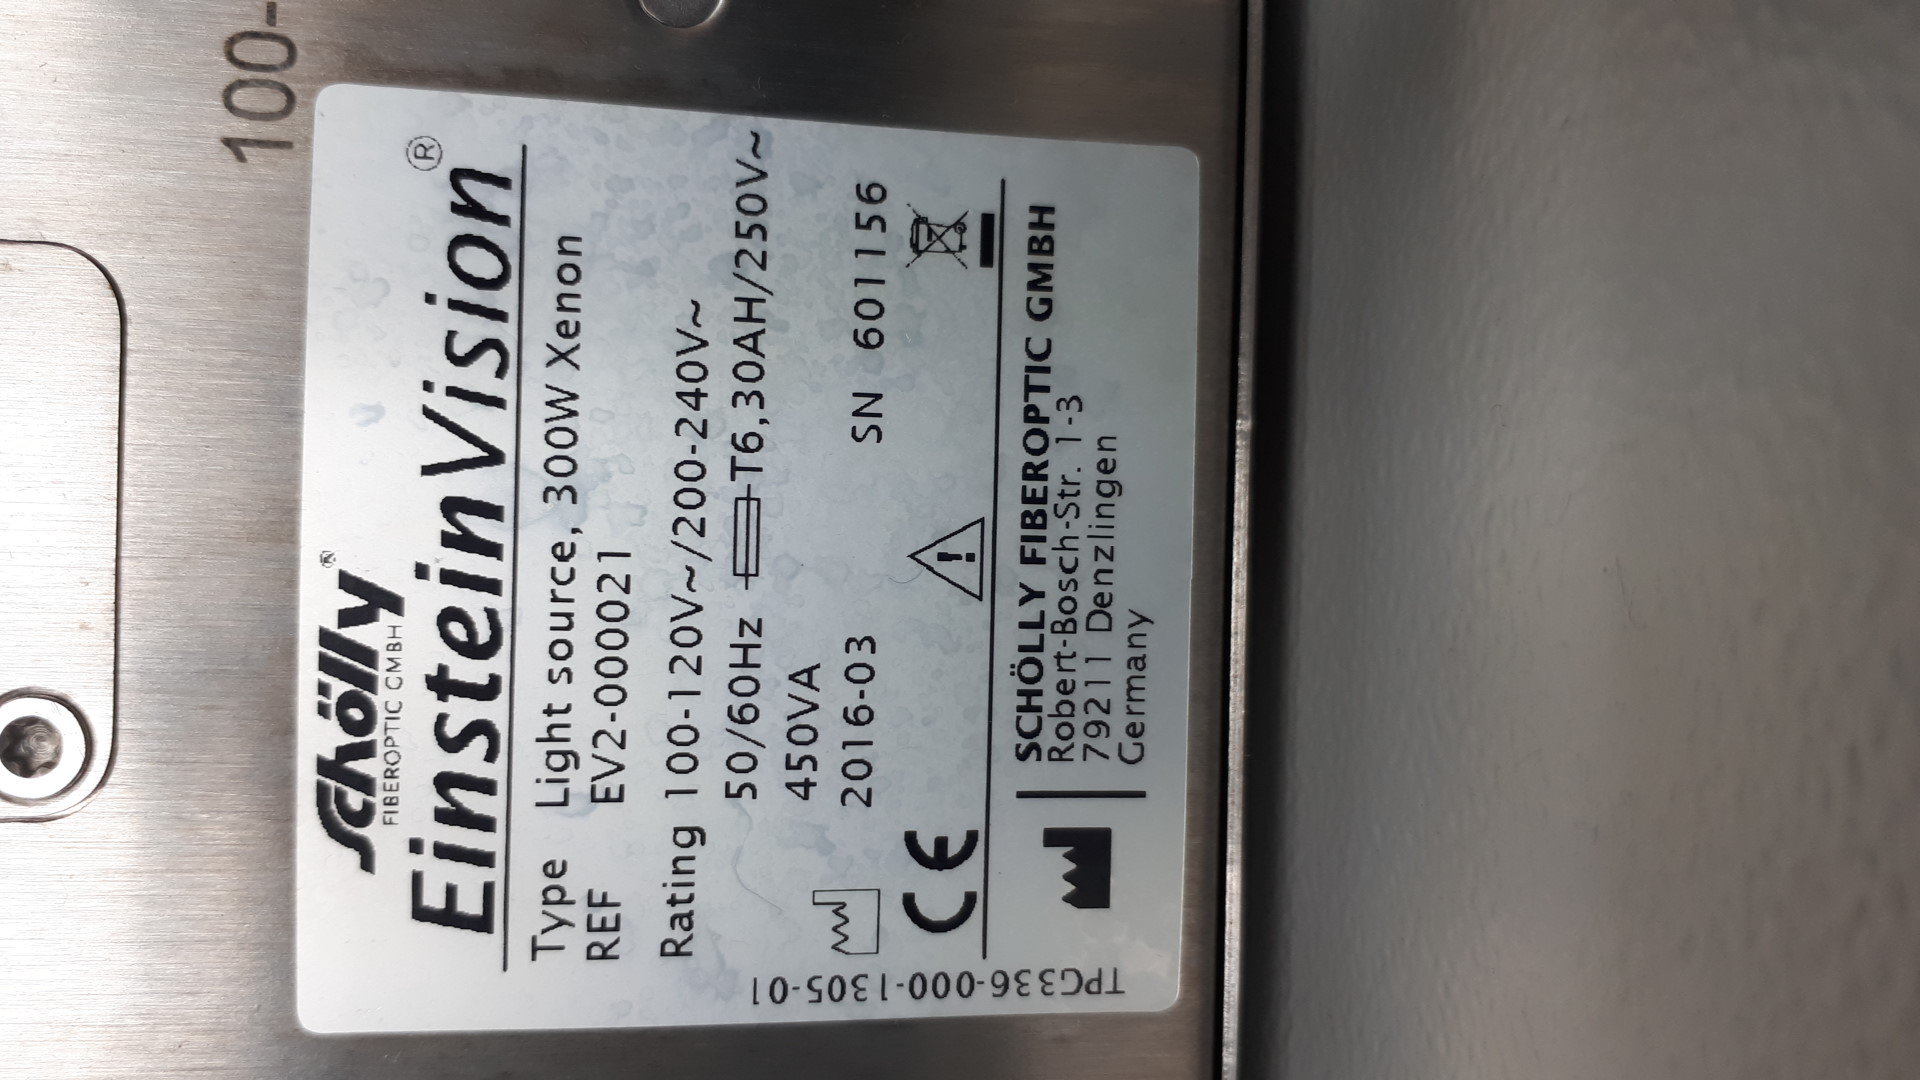 100-
Schölly®
FIBEROPTIC GMBH
EinsteinVision®
Type Light source, 300W Xenon
REF EV2-000021
Rating 100-120V~/200-240V~
50/60Hz T6,30AH/250V~
450VA
2016-03 SN 601156
CE
SCHÖLLY FIBEROPTIC GMBH
Robert-Bosch-Str. 1-3
79211 Denzlingen
Germany
TPG336-000-1305-01